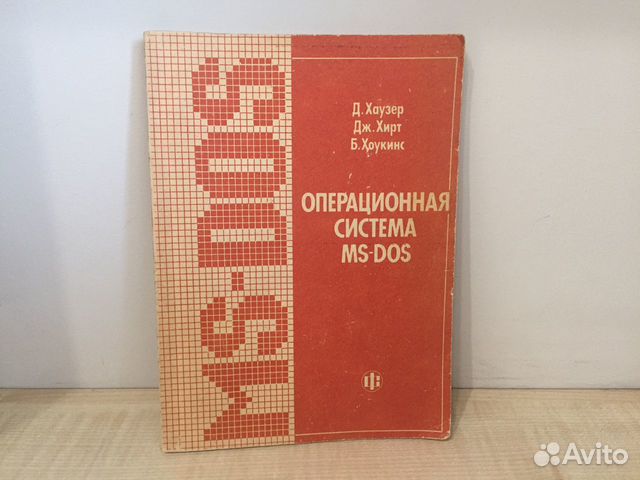 MS-DOS
Д. Хаузер
Дж. Хирт
Б. Хоукинс
ОПЕРАЦИОННАЯ
СИСТЕМА
MS-DOS
Avito